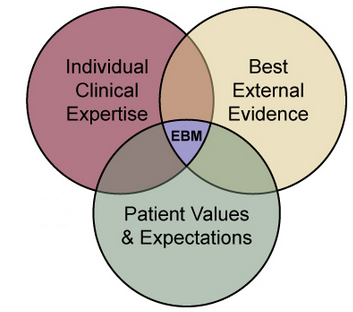 Individual
Clinical
Expertise
Best
External
Evidence
EBM
Patient Values
& Expectations